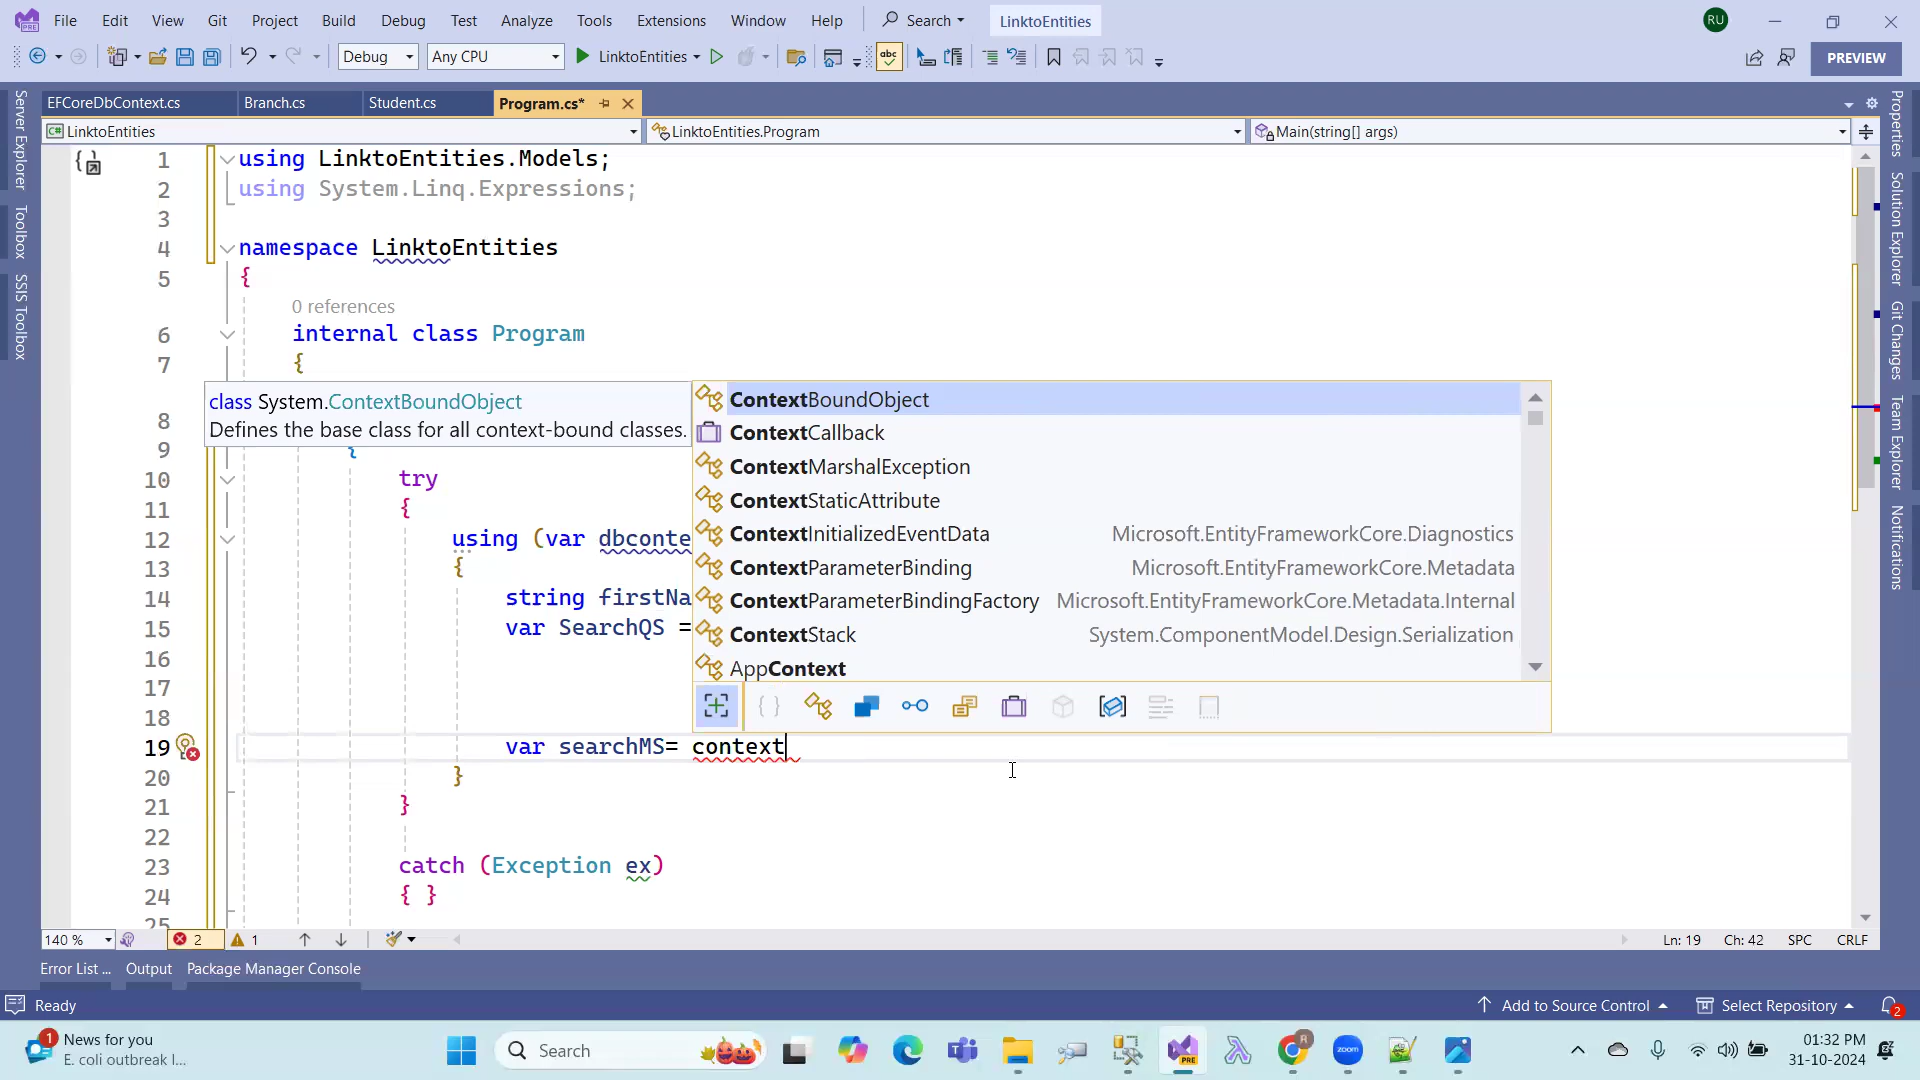 File Edit View Git Project Build Debug Test Analyze Tools Extensions Window Help Search LinktoEntities RU
Debug Any CPU LinktoEntities abc PREVIEW
EFCoreDbContext.cs Branch.cs Student.cs Program.cs*
C# LinktoEntities LinktoEntities.Program Main(string[] args)
Server Explorer
Toolbox
SSIS Toolbox
1 using LinktoEntities.Models;
2 using System.Linq.Expressions;
3
4 namespace LinktoEntities
5 {
0 references
6 internal class Program
7 {
class System.ContextBoundObject
Defines the base class for all context-bound classes.
ContextBoundObject
ContextCallback
ContextMarshalException
ContextStaticAttribute
ContextInitializedEventData Microsoft.EntityFrameworkCore.Diagnostics
ContextParameterBinding Microsoft.EntityFrameworkCore.Metadata
ContextParameterBindingFactory Microsoft.EntityFrameworkCore.Metadata.Internal
ContextStack System.ComponentModel.Design.Serialization
AppContext
8
9 {
10 try
11 {
12 using (var dbconte
13 {
14 string firstNa
15 var SearchQS =
16
17
18
19 var searchMS= context
20 }
21 }
22
23 catch (Exception ex)
24 { }
25
Properties
Solution Explorer
Git Changes
Team Explorer
Notifications
140 % 2 1 Ln: 19 Ch: 42 SPC CRLF
Error List ... Output Package Manager Console
Ready Add to Source Control Select Repository 2
1 News for you
E. coli outbreak l...
Search
PRE
zoom
01:32 PM
31-10-2024